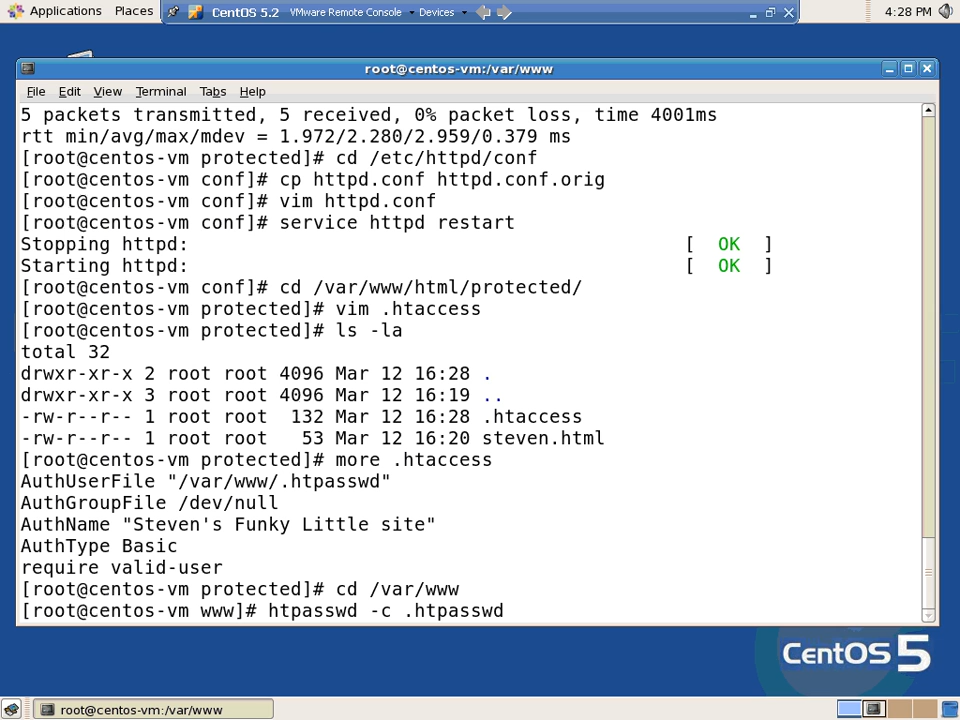 Applications Places CentOS 5.2 VMware Remote Console Devices 4:28 PM
root@centos-vm:/var/www
File Edit View Terminal Tabs Help
5 packets transmitted, 5 received, 0% packet loss, time 4001ms
rtt min/avg/max/mdev = 1.972/2.280/2.959/0.379 ms
[root@centos-vm protected]# cd /etc/httpd/conf
[root@centos-vm conf]# cp httpd.conf httpd.conf.orig
[root@centos-vm conf]# vim httpd.conf
[root@centos-vm conf]# service httpd restart
Stopping httpd: [ OK ]
Starting httpd: [ OK ]
[root@centos-vm conf]# cd /var/www/html/protected/
[root@centos-vm protected]# vim .htaccess
[root@centos-vm protected]# ls -la
total 32
drwxr-xr-x 2 root root 4096 Mar 12 16:28 .
drwxr-xr-x 3 root root 4096 Mar 12 16:19 ..
-rw-r--r-- 1 root root 132 Mar 12 16:28 .htaccess
-rw-r--r-- 1 root root 53 Mar 12 16:20 steven.html
[root@centos-vm protected]# more .htaccess
AuthUserFile "/var/www/.htpasswd"
AuthGroupFile /dev/null
AuthName "Steven's Funky Little site"
AuthType Basic
require valid-user
[root@centos-vm protected]# cd /var/www
[root@centos-vm www]# htpasswd -c .htpasswd
CentOS 5
root@centos-vm:/var/www